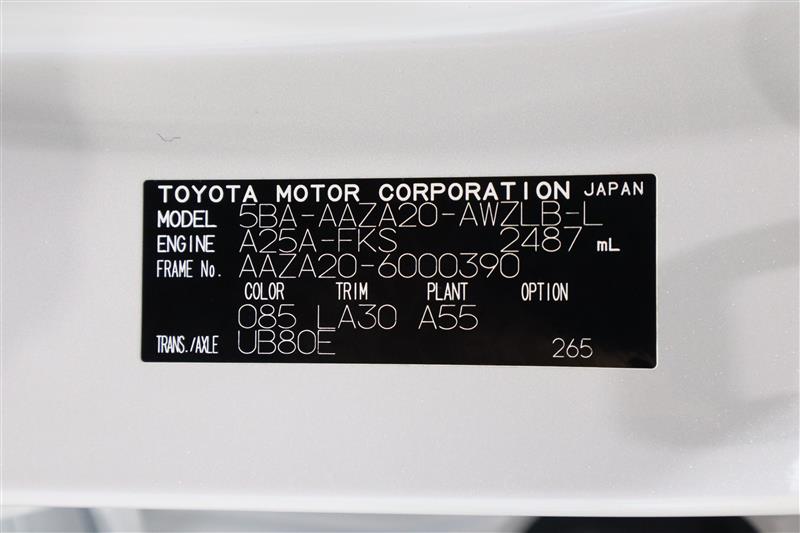 TOYOTA MOTOR CORPORATION JAPAN
MODEL 5BA-AAZA20-AWZLB-L
ENGINE A25A-FKS 2487 mL
FRAME No. AAZA20-6000390
COLOR TRIM PLANT OPTION
085 LA30 A55
TRANS./AXLE UB80E 265